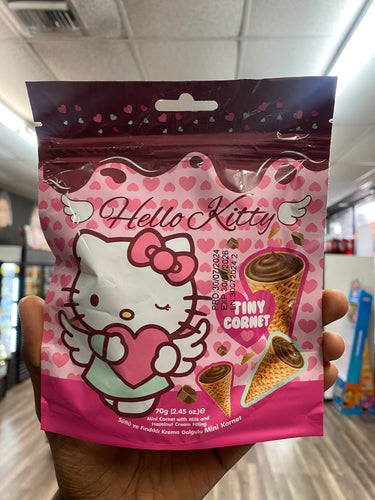 Hello Kitty
PRD 30/07/2024
TINY
CORNET
70g (2.45 oz.)e
Mini Cornet with Milk and
Hazelnut Cream Filling
Sütlü ve Fındıklı Krema Dolgulu Mini Kornet